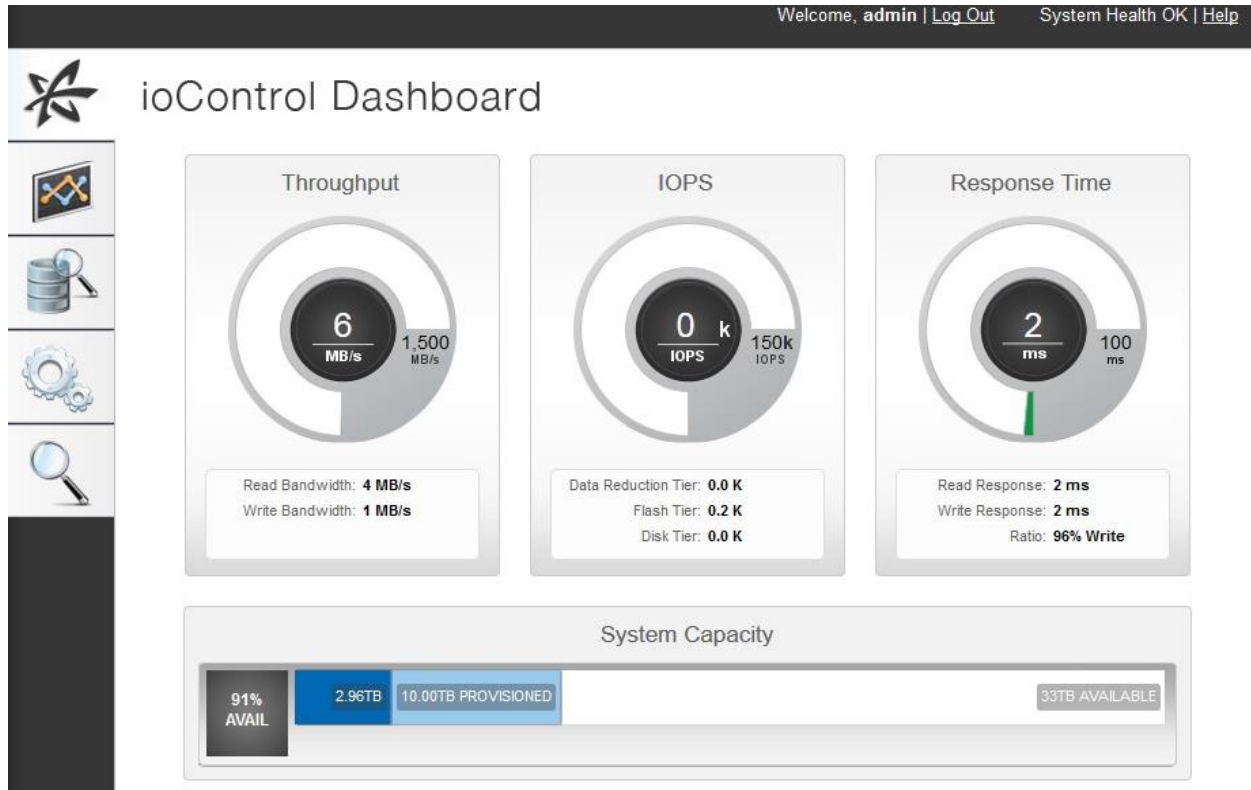 Welcome, admin | Log Out System Health OK | Help
ioControl Dashboard
Throughput
6
MB/s
1,500
MB/s
Read Bandwidth: 4 MB/s
Write Bandwidth: 1 MB/s
IOPS
0 k
IOPS
150k
IOPS
Data Reduction Tier: 0.0 K
Flash Tier: 0.2 K
Disk Tier: 0.0 K
Response Time
2
ms
100
ms
Read Response: 2 ms
Write Response: 2 ms
Ratio: 96% Write
System Capacity
91%
AVAIL
2.96TB
10.00TB PROVISIONED
33TB AVAILABLE